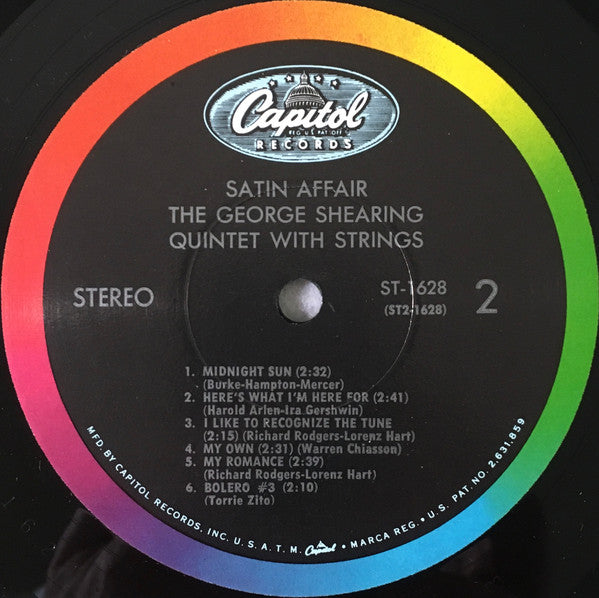 Capitol
REG. U.S. PAT. OFF.
RECORDS
SATIN AFFAIR
THE GEORGE SHEARING
QUINTET WITH STRINGS
STEREO
ST-1628
(ST2-1628)
2
1. MIDNIGHT SUN (2:32)
(Burke-Hampton-Mercer)
2. HERE'S WHAT I'M HERE FOR (2:41)
(Harold Arlen-Ira Gershwin)
3. I LIKE TO RECOGNIZE THE TUNE
(2:15) (Richard Rodgers-Lorenz Hart)
4. MY OWN (2:31) (Warren Chiasson)
5. MY ROMANCE (2:39)
(Richard Rodgers-Lorenz Hart)
6. BOLERO #3 (2:10)
(Torrie Zito)
MFD. BY CAPITOL RECORDS, INC. U.S.A. T.M. Capitol • MARCA REG. • U.S. PAT. NO. 2,631,859